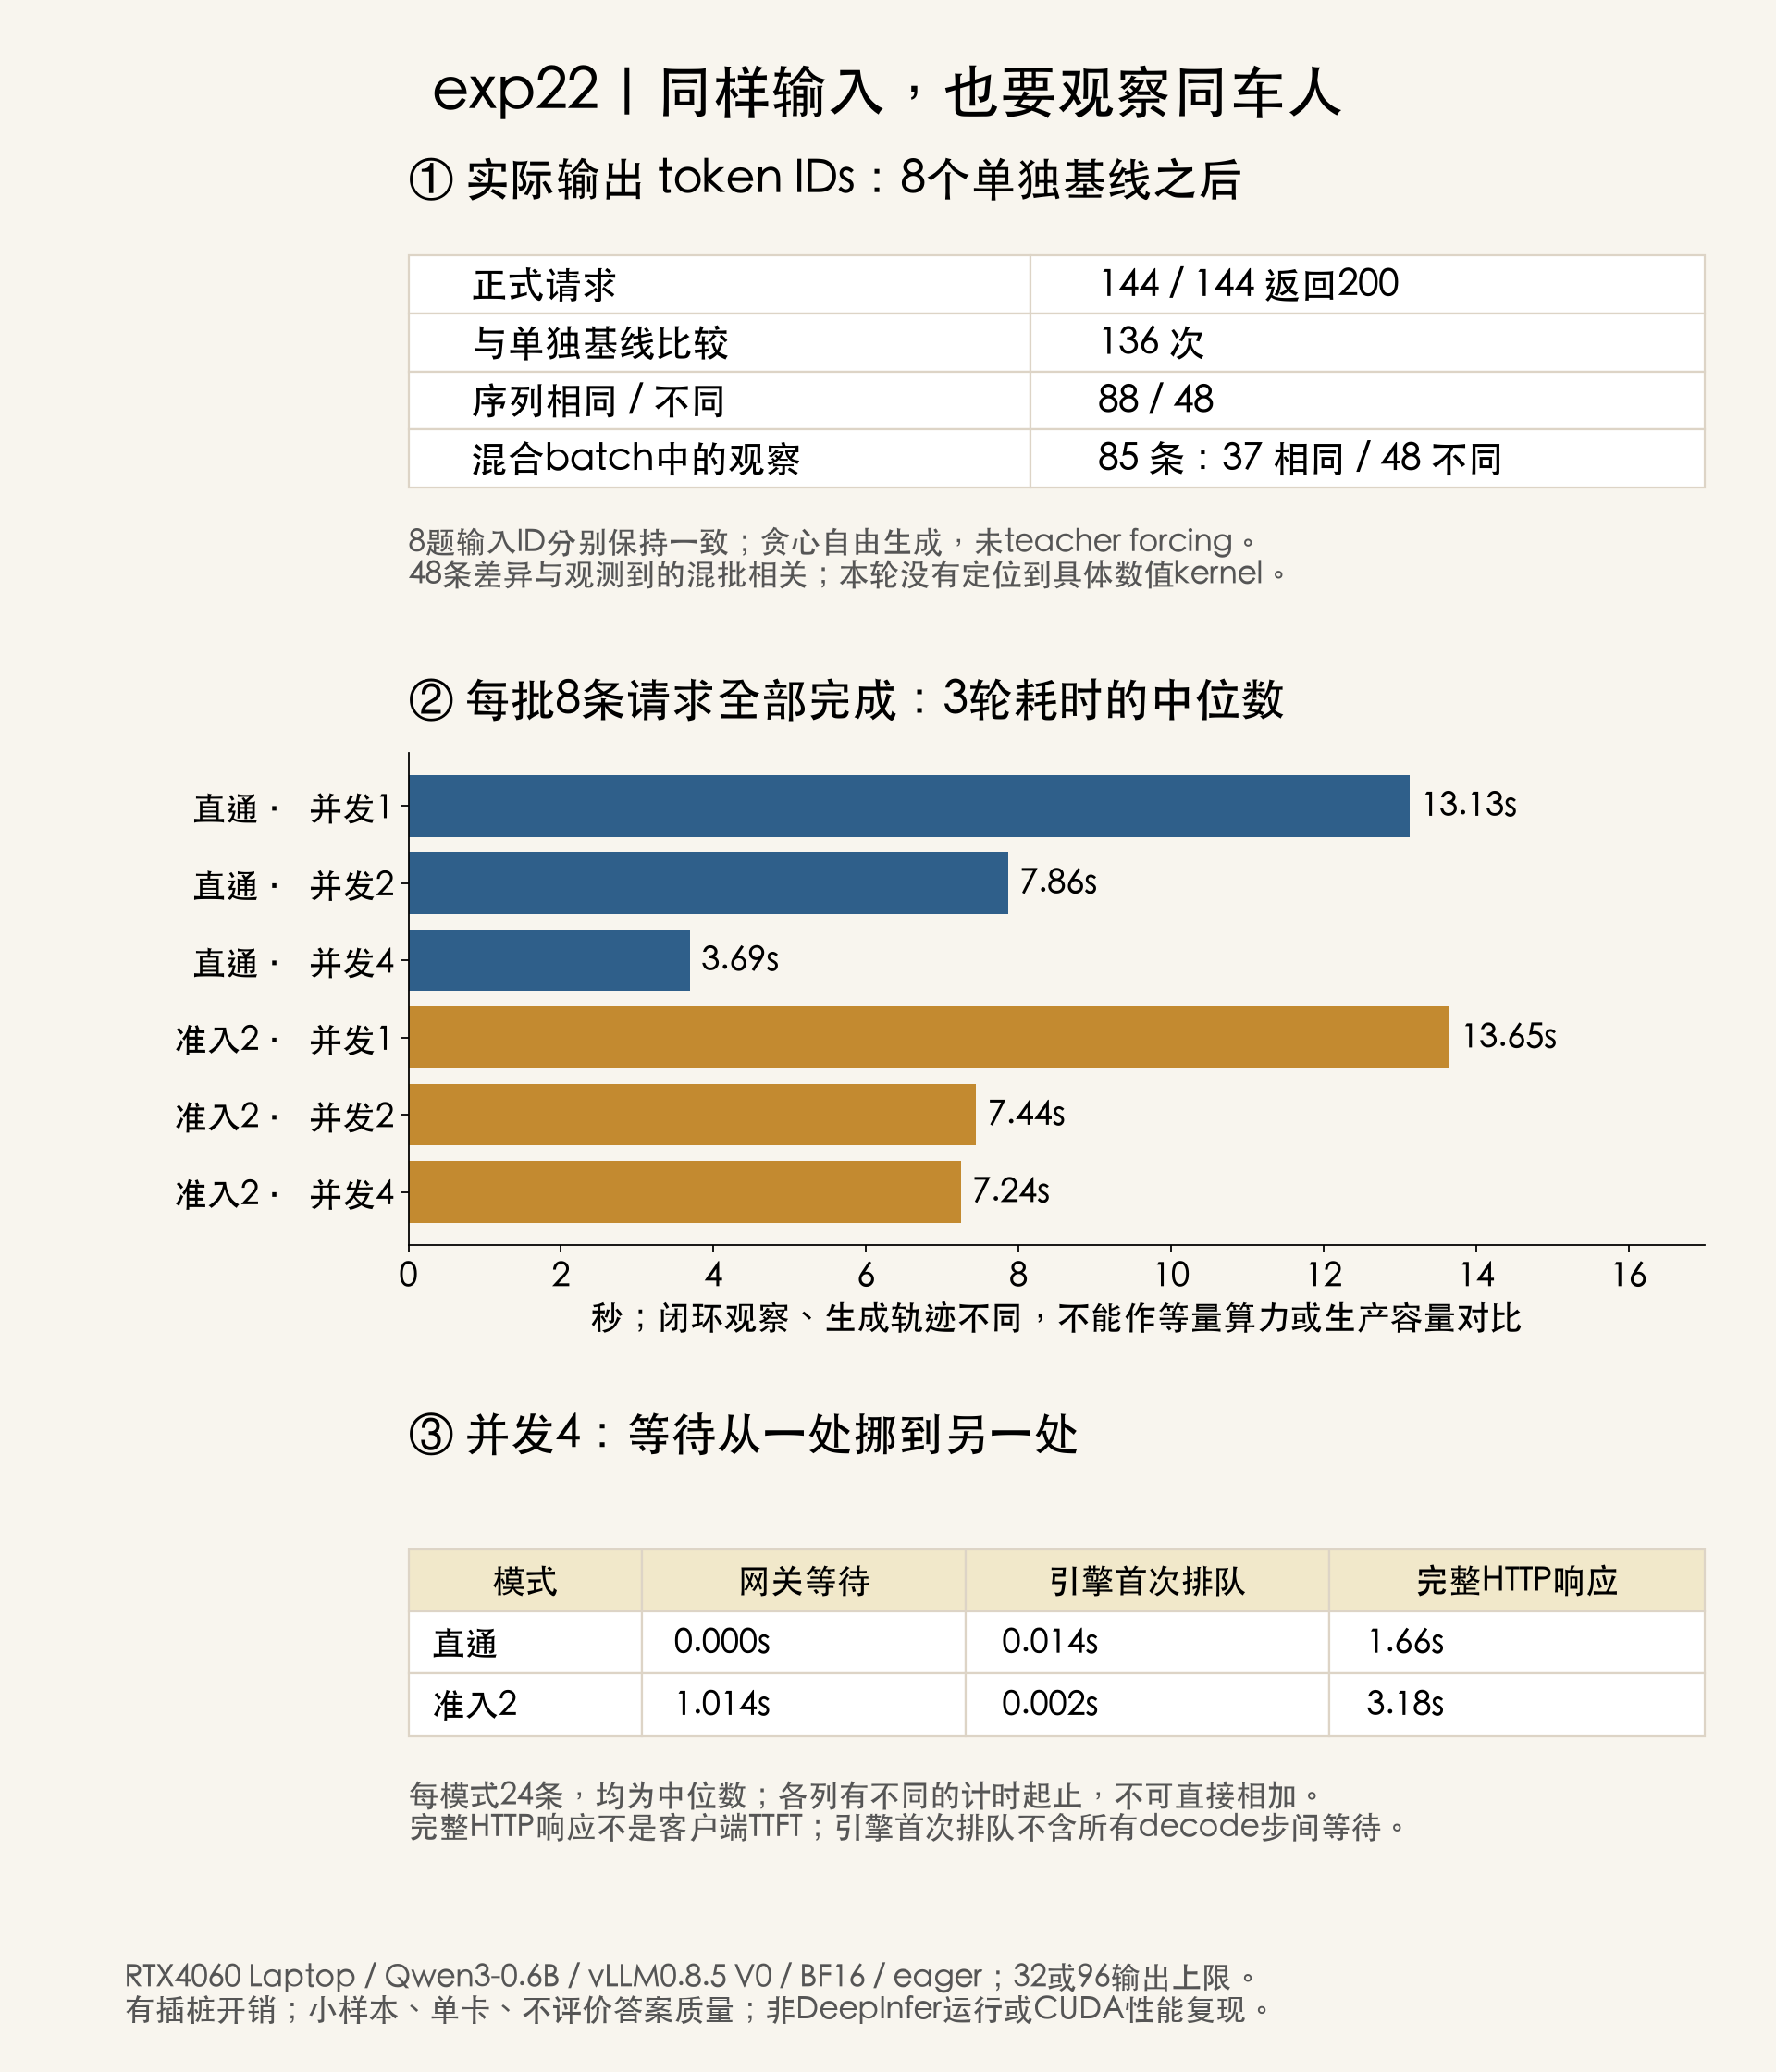 exp22 | 同样输入，也要观察同车人
① 实际输出 token IDs：8个单独基线之后
正式请求 144 / 144 返回200
与单独基线比较 136 次
序列相同 / 不同 88 / 48
混合batch中的观察 85 条：37 相同 / 48 不同
8题输入ID分别保持一致；贪心自由生成，未teacher forcing。
48条差异与观测到的混批相关；本轮没有定位到具体数值kernel。
② 每批8条请求全部完成：3轮耗时的中位数
直通· 并发1 13.13s
直通· 并发2 7.86s
直通· 并发4 3.69s
准入2· 并发1 13.65s
准入2· 并发2 7.44s
准入2· 并发4 7.24s
0 2 4 6 8 10 12 14 16
秒；闭环观察、生成轨迹不同，不能作等量算力或生产容量对比
③ 并发4：等待从一处挪到另一处
模式 网关等待 引擎首次排队 完整HTTP响应
直通 0.000s 0.014s 1.66s
准入2 1.014s 0.002s 3.18s
每模式24条，均为中位数；各列有不同的计时起止，不可直接相加。
完整HTTP响应不是客户端TTFT；引擎首次排队不含所有decode步间等待。
RTX4060 Laptop / Qwen3-0.6B / vLLM0.8.5 V0 / BF16 / eager；32或96输出上限。
有插桩开销；小样本、单卡、不评价答案质量；非DeepInfer运行或CUDA性能复现。